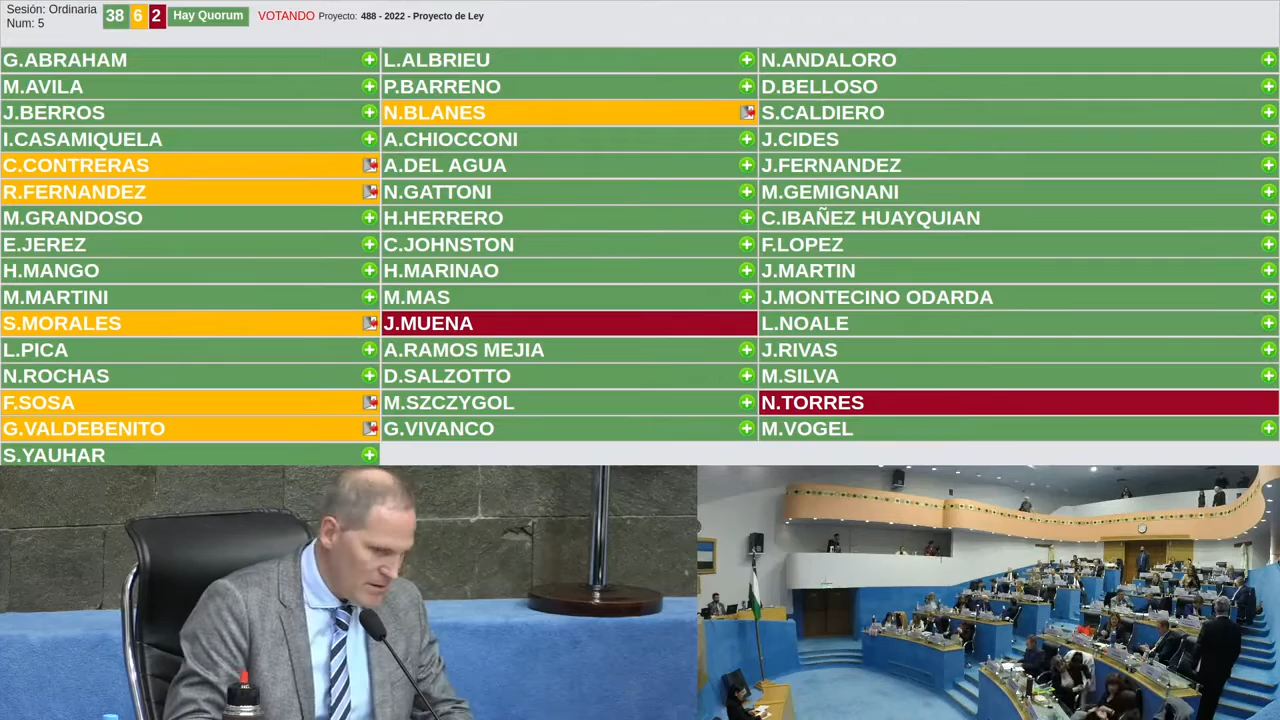 Sesión: Ordinaria
Num: 5
38 6 2 Hay Quorum VOTANDO Proyecto: 488 - 2022 - Proyecto de Ley
G.ABRAHAM L.ALBRIEU N.ANDALORO
M.AVILA P.BARRENO D.BELLOSO
J.BERROS N.BLANES S.CALDIERO
I.CASAMIQUELA A.CHIOCCONI J.CIDES
C.CONTRERAS A.DEL AGUA J.FERNANDEZ
R.FERNANDEZ N.GATTONI M.GEMIGNANI
M.GRANDOSO H.HERRERO C.IBAÑEZ HUAYQUIAN
E.JEREZ C.JOHNSTON F.LOPEZ
H.MANGO H.MARINAO J.MARTIN
M.MARTINI M.MAS J.MONTECINO ODARDA
S.MORALES J.MUENA L.NOALE
L.PICA A.RAMOS MEJIA J.RIVAS
N.ROCHAS D.SALZOTTO M.SILVA
F.SOSA M.SZCZYGOL N.TORRES
G.VALDEBENITO G.VIVANCO M.VOGEL
S.YAUHAR